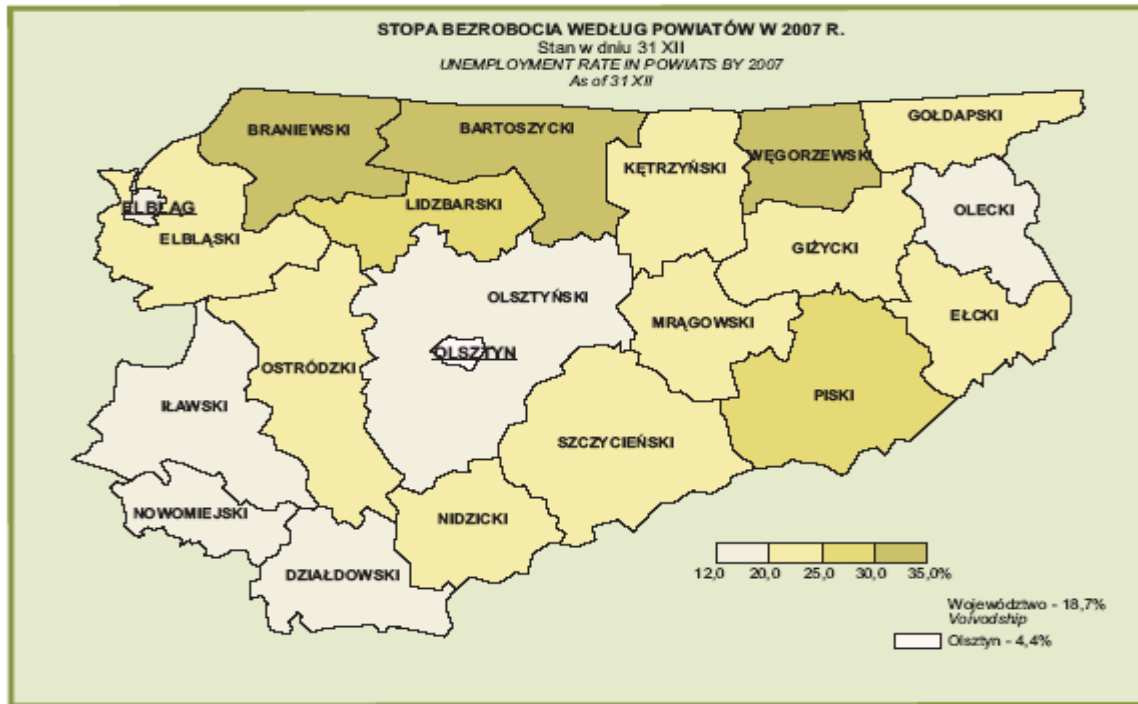 STOPA BEZROBOCIA WEDŁUG POWIATÓW W 2007 R.
Stan w dniu 31 XII
UNEMPLOYMENT RATE IN POWIATS BY 2007
As of 31 XII
GOŁDAPSKI
BRANIEWSKI
BARTOSZYCKI
KĘTRZYŃSKI
WĘGORZEWSKI
ELBLĄG
LIDZBARSKI
OLECKI
ELBLĄSKI
GIŻYCKI
OLSZTYŃSKI
MRĄGOWSKI
EŁCKI
OLSZTYN
OSTRÓDZKI
IŁAWSKI
PISKI
SZCZYCIEŃSKI
NOWOMIEJSKI
NIDZICKI
DZIAŁDOWSKI
12,0 20,0 25,0 30,0 35,0%
Województwo - 18,7%
Voivodship
Olsztyn - 4,4%